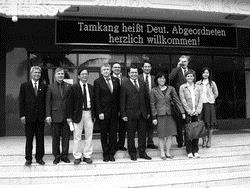 Tamkang heißt Deut. Abgeordneten
herzlich willkommen!